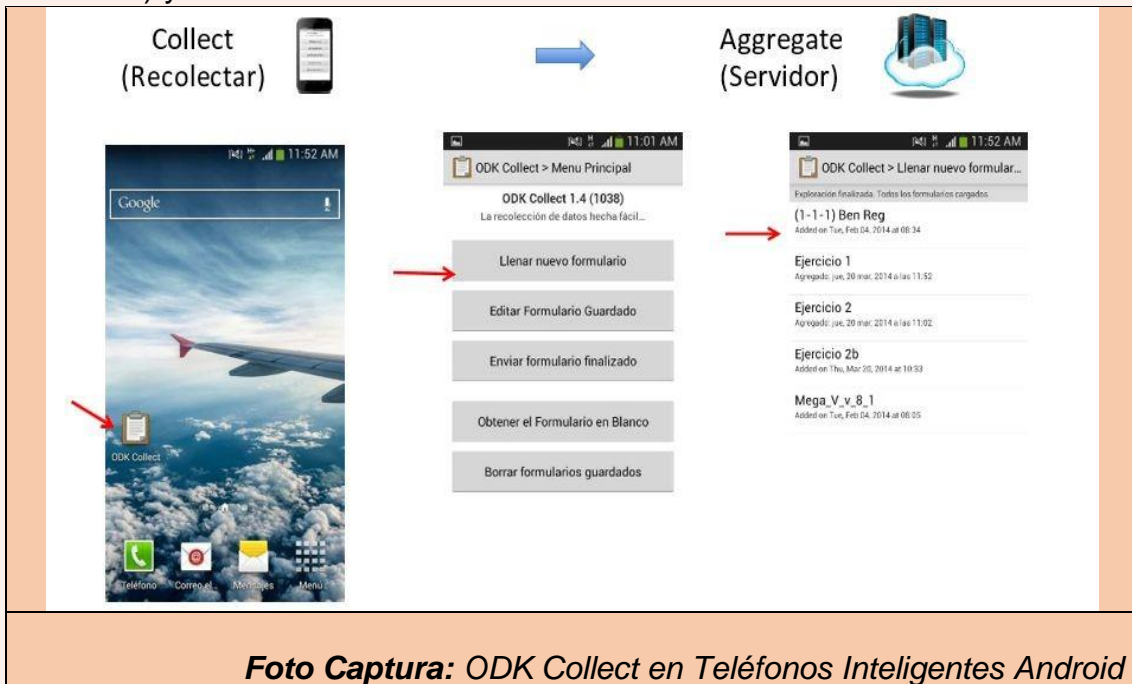 Collect
(Recolectar)
Aggregate
(Servidor)
11:52 AM
Google
ODK Collect
Teléfono
Correo el..
Mensajes
Menú
11:01 AM
ODK Collect > Menu Principal
ODK Collect 1.4 (1038)
La recolección de datos hecha fácil...
Llenar nuevo formulario
Editar Formulario Guardado
Enviar formulario finalizado
Obtener el Formulario en Blanco
Borrar formularios guardados
11:52 AM
ODK Collect > Llenar nuevo formular...
Exploración finalizada. Todos los formularios cargados.
(1-1-1) Ben Reg
Added on Tue, Feb 04, 2014 at 08:34
Ejercicio 1
Agregado: jue, 20 mar, 2014 a las 11:52
Ejercicio 2
Agregado: jue, 20 mar, 2014 a las 11:02
Ejercicio 2b
Added on Thu, Mar 20, 2014 at 10:33
Mega_V_v_8_1
Added on Tue, Feb 04, 2014 at 08:05
Foto Captura: ODK Collect en Teléfonos Inteligentes Android